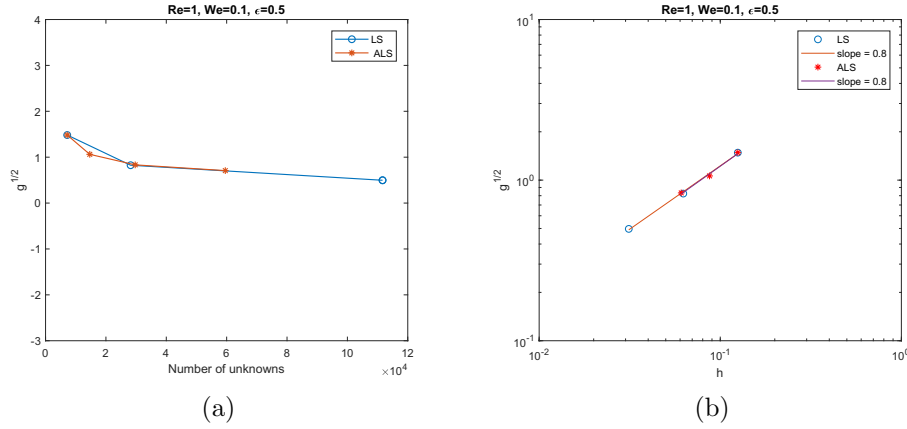 Re=1, We=0.1, ϵ=0.5
4
3
2
1
0
-1
-2
-3
g^{1/2}
LS
ALS
0
2
4
6
8
10
12
×10^4
Number of unknowns
(a)
Re=1, We=0.1, ϵ=0.5
10^1
10^0
10^{-1}
g^{1/2}
LS
slope = 0.8
ALS
slope = 0.8
10^{-2}
10^{-1}
10^0
h
(b)